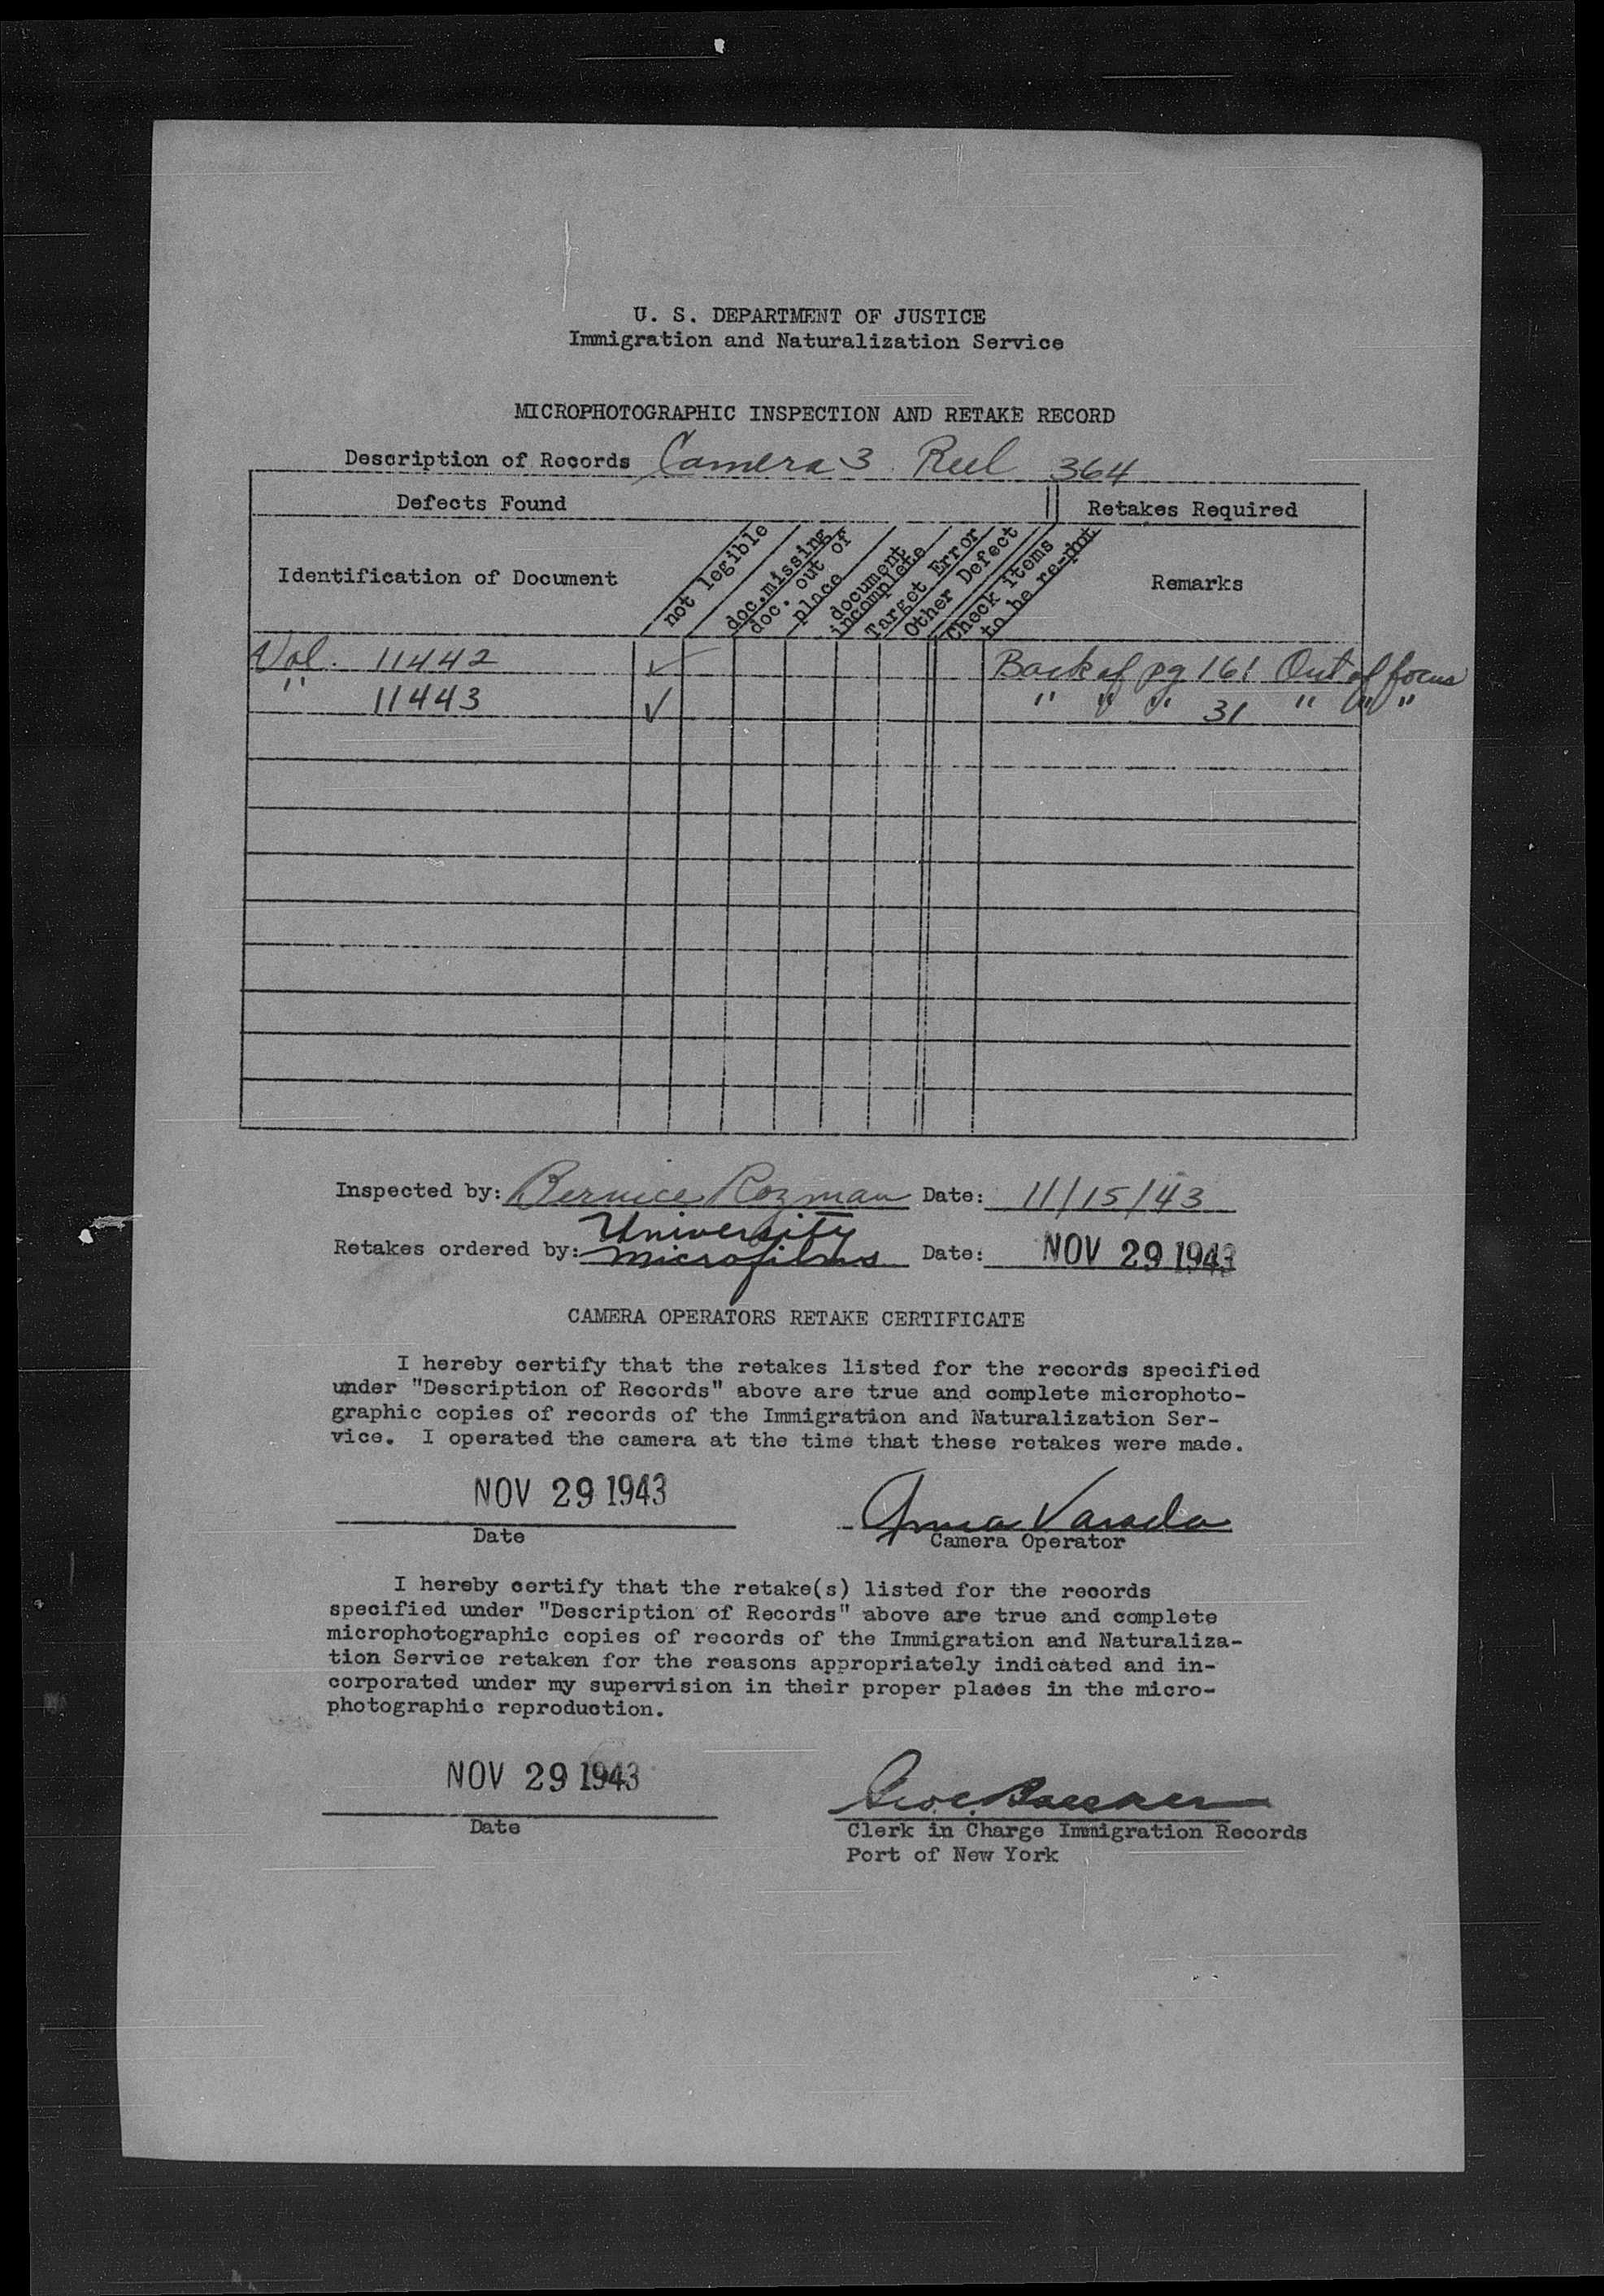 U. S. DEPARTMENT OF JUSTICE
Immigration and Naturalization Service
MICROPHOTOGRAPHIC INSPECTION AND RETAKE RECORD
Description of Records Camera 3 Reel 364
Defects Found Retakes Required
Identification of Document
not legible
doc. missing
doc. out of
place
document
incomplete
Target Error
Other Defect
Check items
to be re-phot
Remarks
Vol. 11442 ✓ Back of pg 161 Out of focus
" 11443 ✓ " " " 31 " " "
Inspected by: Bernice Rozman Date: 11/15/43
University
Retakes ordered by: Microfilms Date: NOV 29 1943
CAMERA OPERATORS RETAKE CERTIFICATE
I hereby certify that the retakes listed for the records specified
under "Description of Records" above are true and complete microphoto-
graphic copies of records of the Immigration and Naturalization Ser-
vice. I operated the camera at the time that these retakes were made.
NOV 29 1943
Date
Anna
Camera Operator
I hereby certify that the retake(s) listed for the records
specified under "Description of Records" above are true and complete
microphotographic copies of records of the Immigration and Naturaliza-
tion Service retaken for the reasons appropriately indicated and in-
corporated under my supervision in their proper places in the micro-
photographic reproduction.
NOV 29 1943
Date
Clerk in Charge Immigration Records
Port of New York